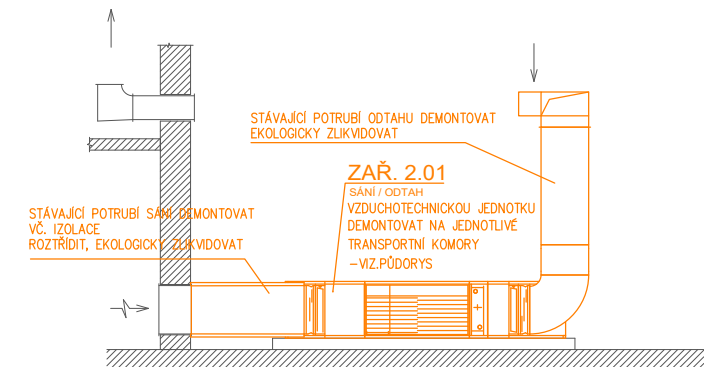 STÁVAJÍCÍ POTRUBÍ ODTAHU DEMONTOVAT
EKOLOGICKY ZLIKVIDOVAT
ZAŘ. 2.01
SÁNÍ / ODTAH
VZDUCHOTECHNICKOU JEDNOTKU
DEMONTOVAT NA JEDNOTLIVÉ
TRANSPORTNÍ KOMORY
-VIZ.PŮDORYS
STÁVAJÍCÍ POTRUBÍ SÁNÍ DEMONTOVAT
VČ. IZOLACE
ROZTŘÍDIT, EKOLOGICKY ZLIKVIDOVAT